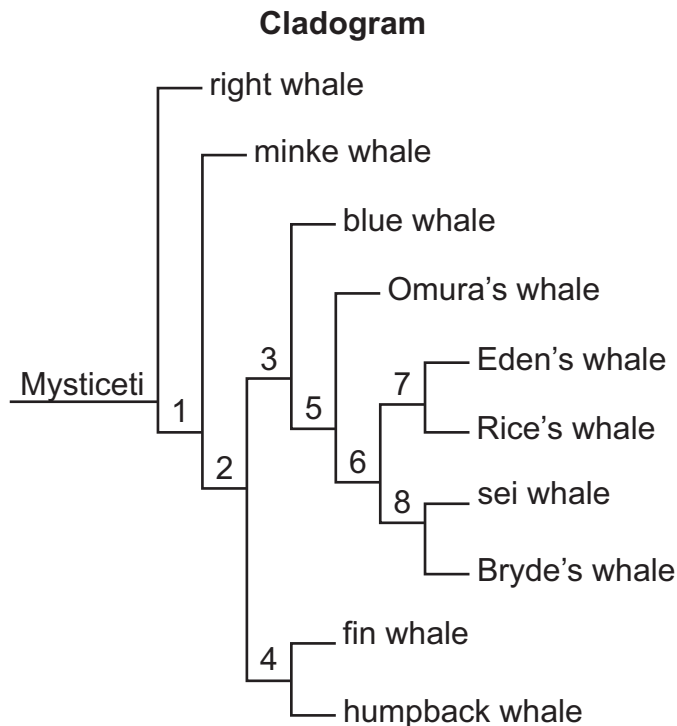 Cladogram
right whale
minke whale
blue whale
Omura's whale
3
7
Eden's whale
Mysticeti
1
5
Rice's whale
2
6
8
sei whale
Bryde's whale
4
fin whale
humpback whale